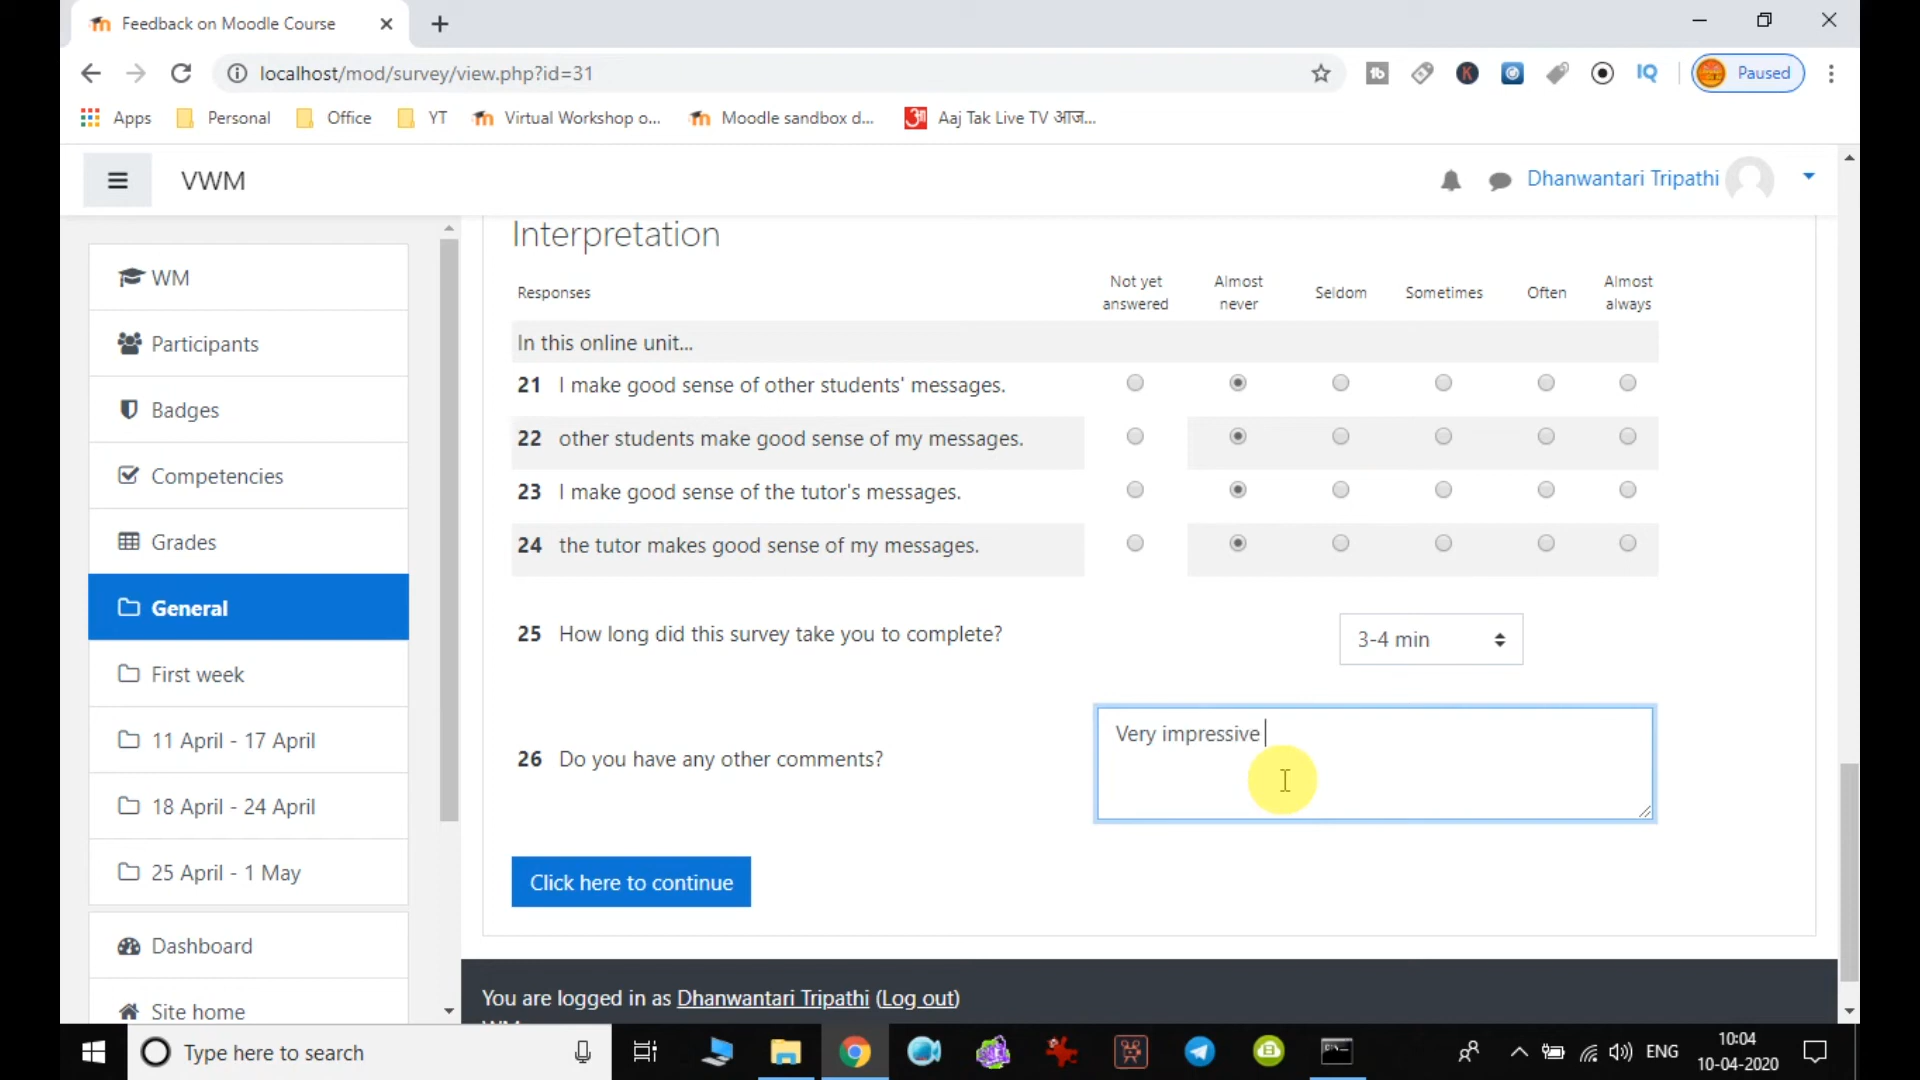 Feedback on Moodle Course
localhost/mod/survey/view.php?id=31
Paused
Apps Personal Office YT Virtual Workshop o... Moodle sandbox d... Aaj Tak Live TV आज...
VWM
Dhanwantari Tripathi
WM
Participants
Badges
Competencies
Grades
General
First week
11 April - 17 April
18 April - 24 April
25 April - 1 May
Dashboard
Site home
Interpretation
Responses Not yet answered Almost never Seldom Sometimes Often Almost always
In this online unit...
21 I make good sense of other students' messages.
22 other students make good sense of my messages.
23 I make good sense of the tutor's messages.
24 the tutor makes good sense of my messages.
25 How long did this survey take you to complete? 3-4 min
26 Do you have any other comments? Very impressive
Click here to continue
You are logged in as Dhanwantari Tripathi (Log out)
Type here to search
ENG
10:04
10-04-2020